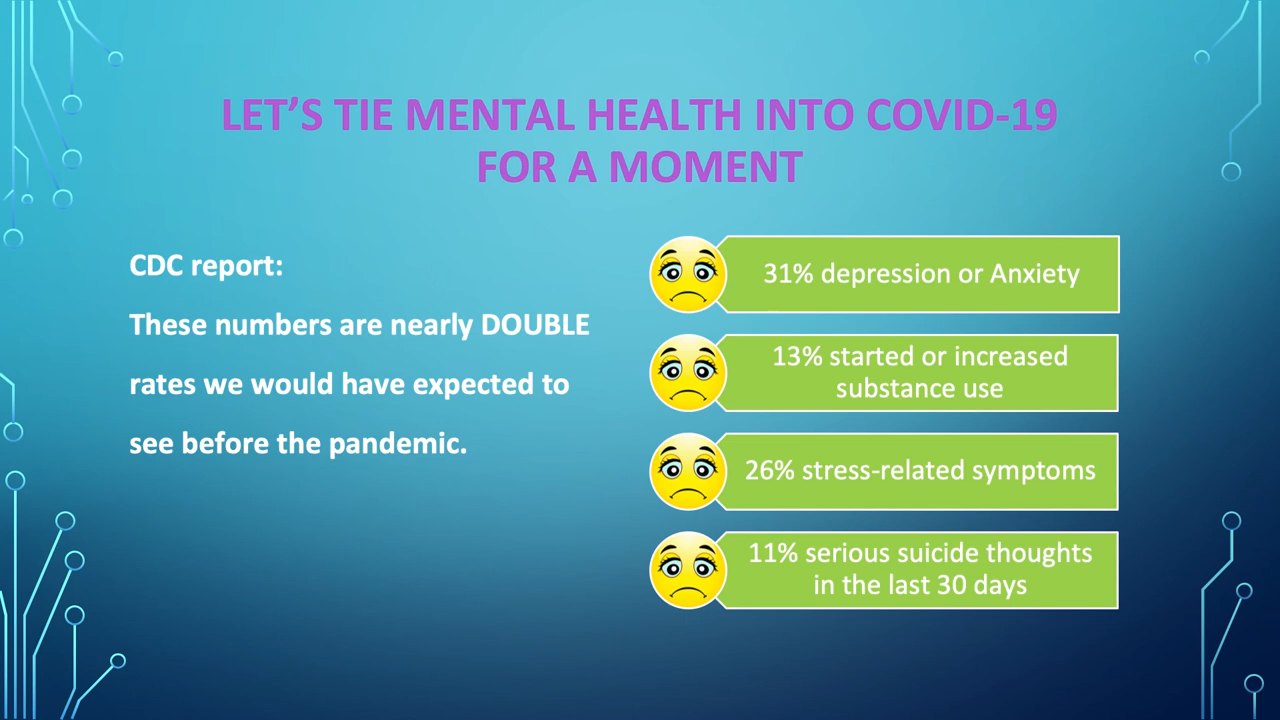 LET’S TIE MENTAL HEALTH INTO COVID-19
FOR A MOMENT
CDC report:
These numbers are nearly DOUBLE
rates we would have expected to
see before the pandemic.
31% depression or Anxiety
13% started or increased
substance use
26% stress-related symptoms
11% serious suicide thoughts
in the last 30 days